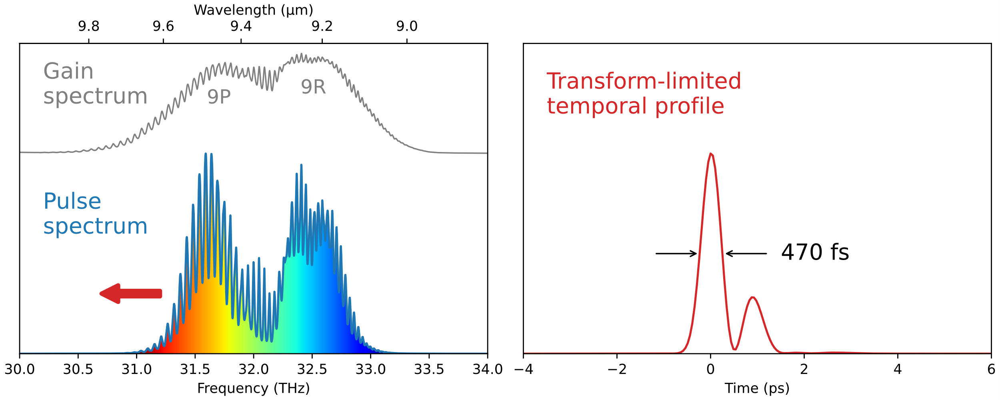 Wavelength (µm)
9.8 9.6 9.4 9.2 9.0
Gain
spectrum
9P
9R
Pulse
spectrum
30.0 30.5 31.0 31.5 32.0 32.5 33.0 33.5 34.0
Frequency (THz)
Transform-limited
temporal profile
470 fs
−4 −2 0 2 4 6
Time (ps)